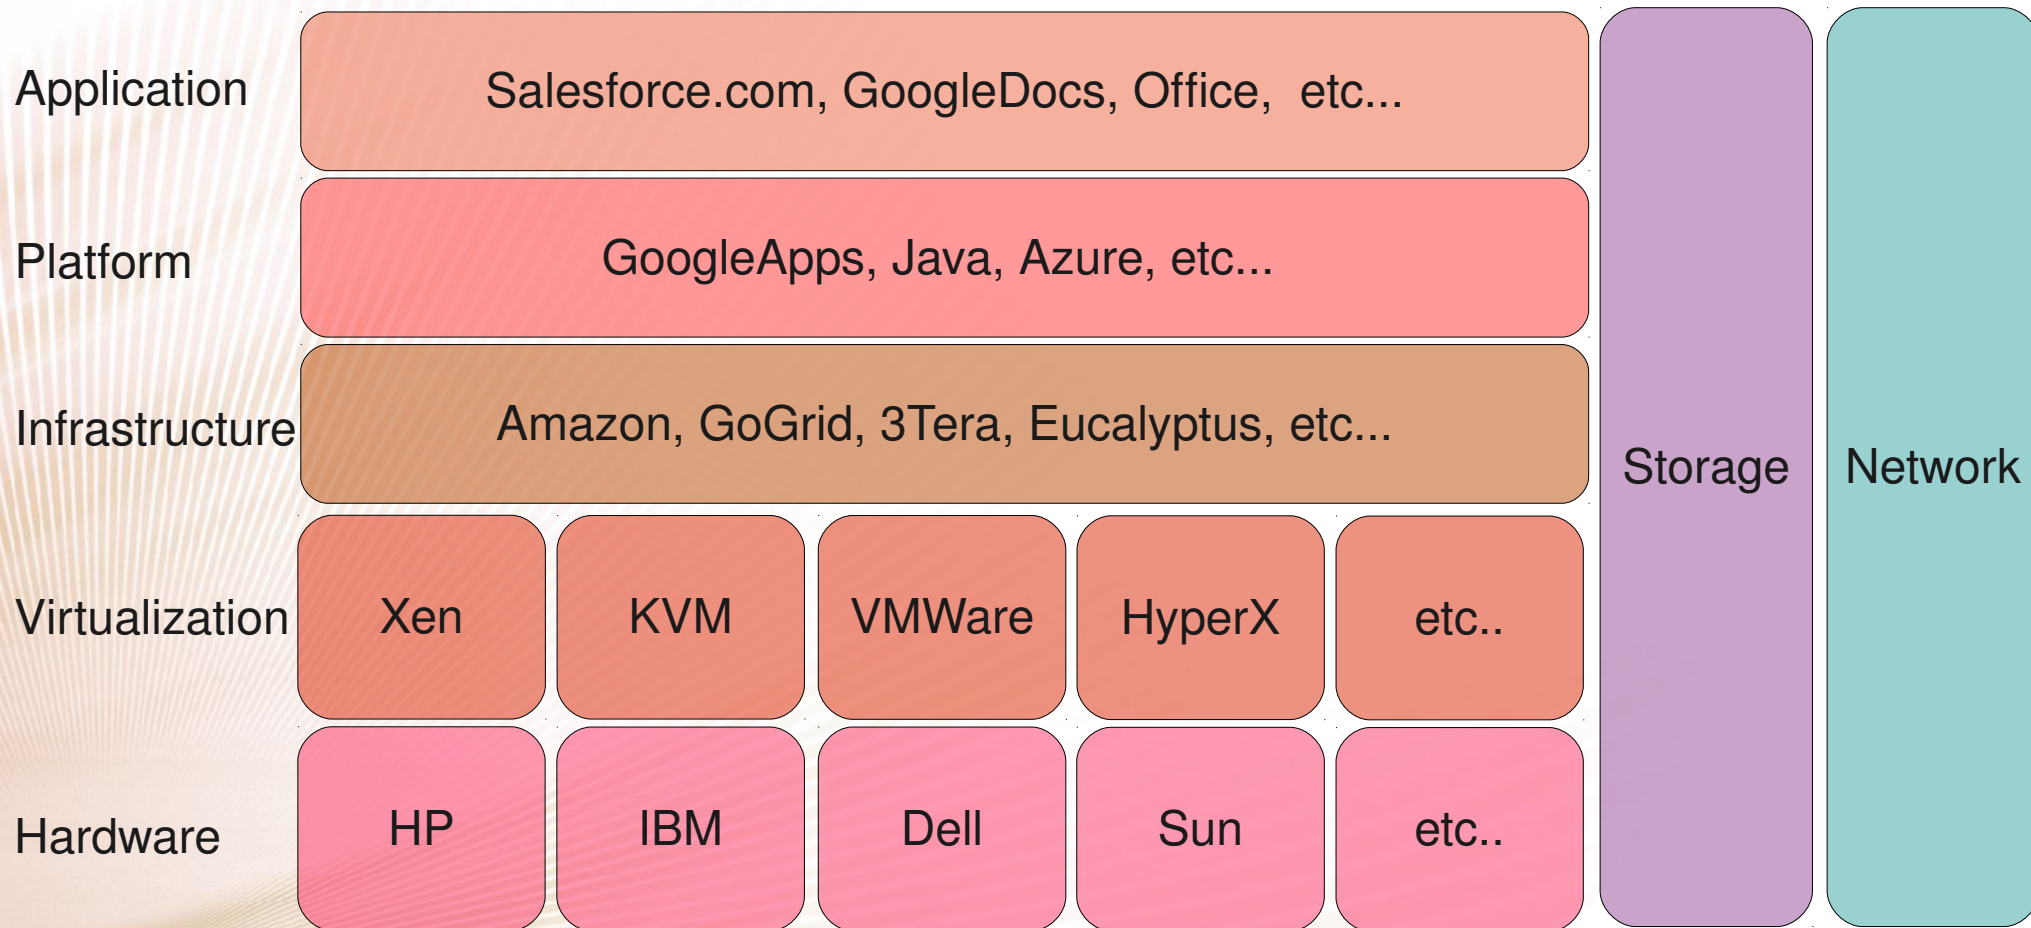 Application
Salesforce.com, GoogleDocs, Office, etc...
Platform
GoogleApps, Java, Azure, etc...
Infrastructure
Amazon, GoGrid, 3Tera, Eucalyptus, etc...
Storage
Network
Virtualization
Xen
KVM
VMWare
HyperX
etc..
Hardware
HP
IBM
Dell
Sun
etc..